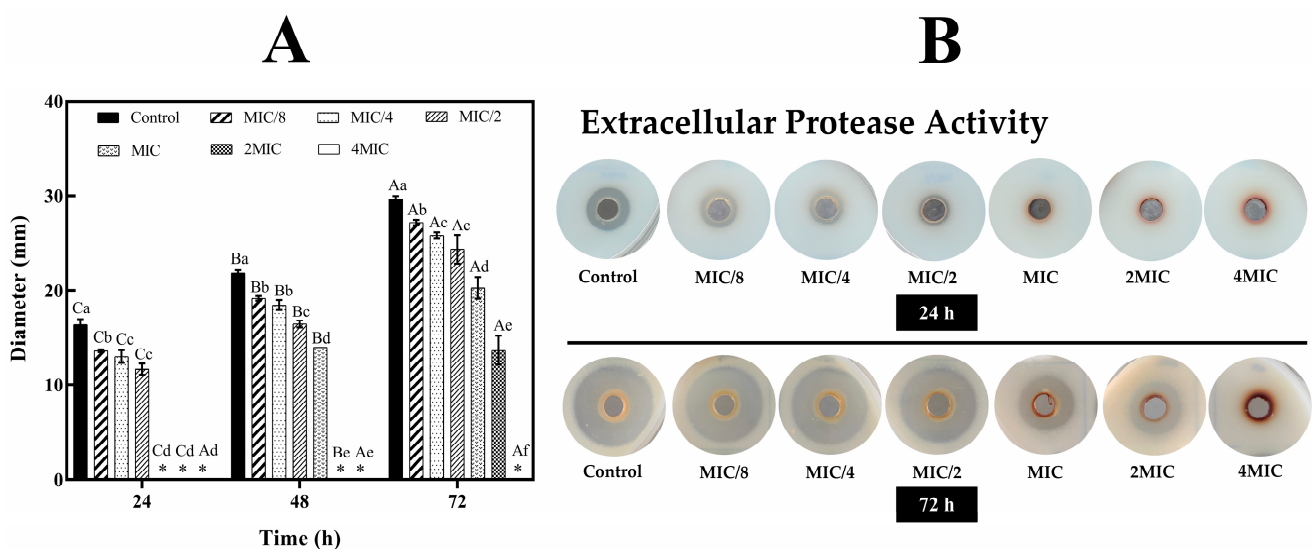 A
B
40
30
20
10
0
Diameter (mm)
Control MIC/8 MIC/4 MIC/2
MIC 2MIC 4MIC
Ca
Cb
Cc
Cc
Cd Cd Ad
* * *
Ba
Bb
Bb
Bc
Bd
Be Ae
* *
Aa
Ab
Ac
Ac
Ad
Ae
Af
*
24 48 72
Time (h)
Extracellular Protease Activity
Control MIC/8 MIC/4 MIC/2 MIC 2MIC 4MIC
24 h
Control MIC/8 MIC/4 MIC/2 MIC 2MIC 4MIC
72 h